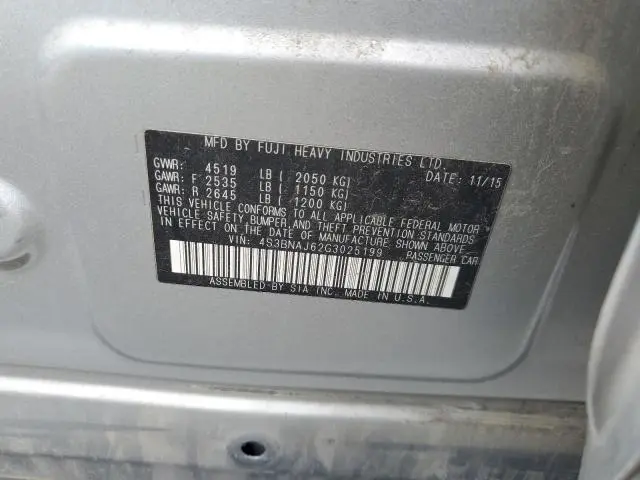 MFD BY FUJI HEAVY INDUSTRIES LTD.
GVWR: 4519 LB ( 2050 KG) DATE: 11/15
GAWR: F 2535 LB ( 1150 KG)
GAWR: R 2645 LB ( 1200 KG)
THIS VEHICLE CONFORMS TO ALL APPLICABLE FEDERAL MOTOR
VEHICLE SAFETY, BUMPER, AND THEFT PREVENTION STANDARDS
IN EFFECT ON THE DATE OF MANUFACTURE SHOWN ABOVE.
VIN: 4S3BNAJ62G3025199 PASSENGER CAR
ASSEMBLED BY SIA INC. MADE IN U.S.A.